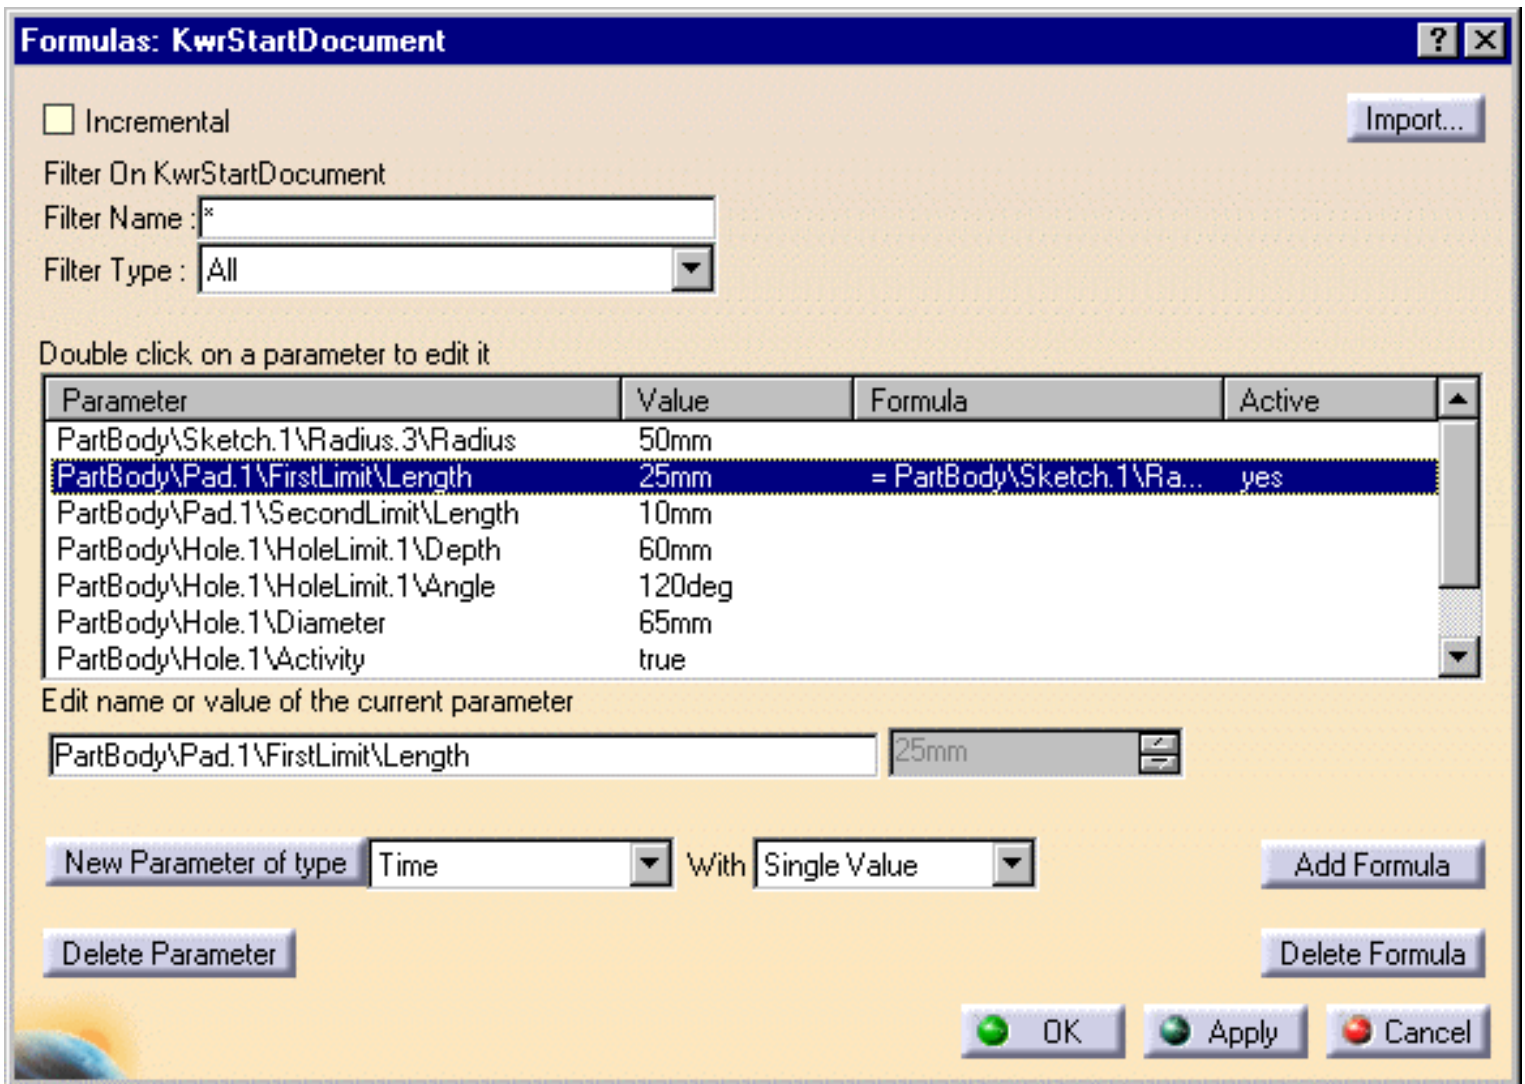 Formulas: KwrStartDocument
Incremental
Import...
Filter On KwrStartDocument
Filter Name : *
Filter Type : All
Double click on a parameter to edit it
Parameter Value Formula Active
PartBody\Sketch.1\Radius.3\Radius 50mm
PartBody\Pad.1\FirstLimit\Length 25mm = PartBody\Sketch.1\Ra... yes
PartBody\Pad.1\SecondLimit\Length 10mm
PartBody\Hole.1\HoleLimit.1\Depth 60mm
PartBody\Hole.1\HoleLimit.1\Angle 120deg
PartBody\Hole.1\Diameter 65mm
PartBody\Hole.1\Activity true
Edit name or value of the current parameter
PartBody\Pad.1\FirstLimit\Length 25mm
New Parameter of type Time With Single Value Add Formula
Delete Parameter Delete Formula
OK Apply Cancel